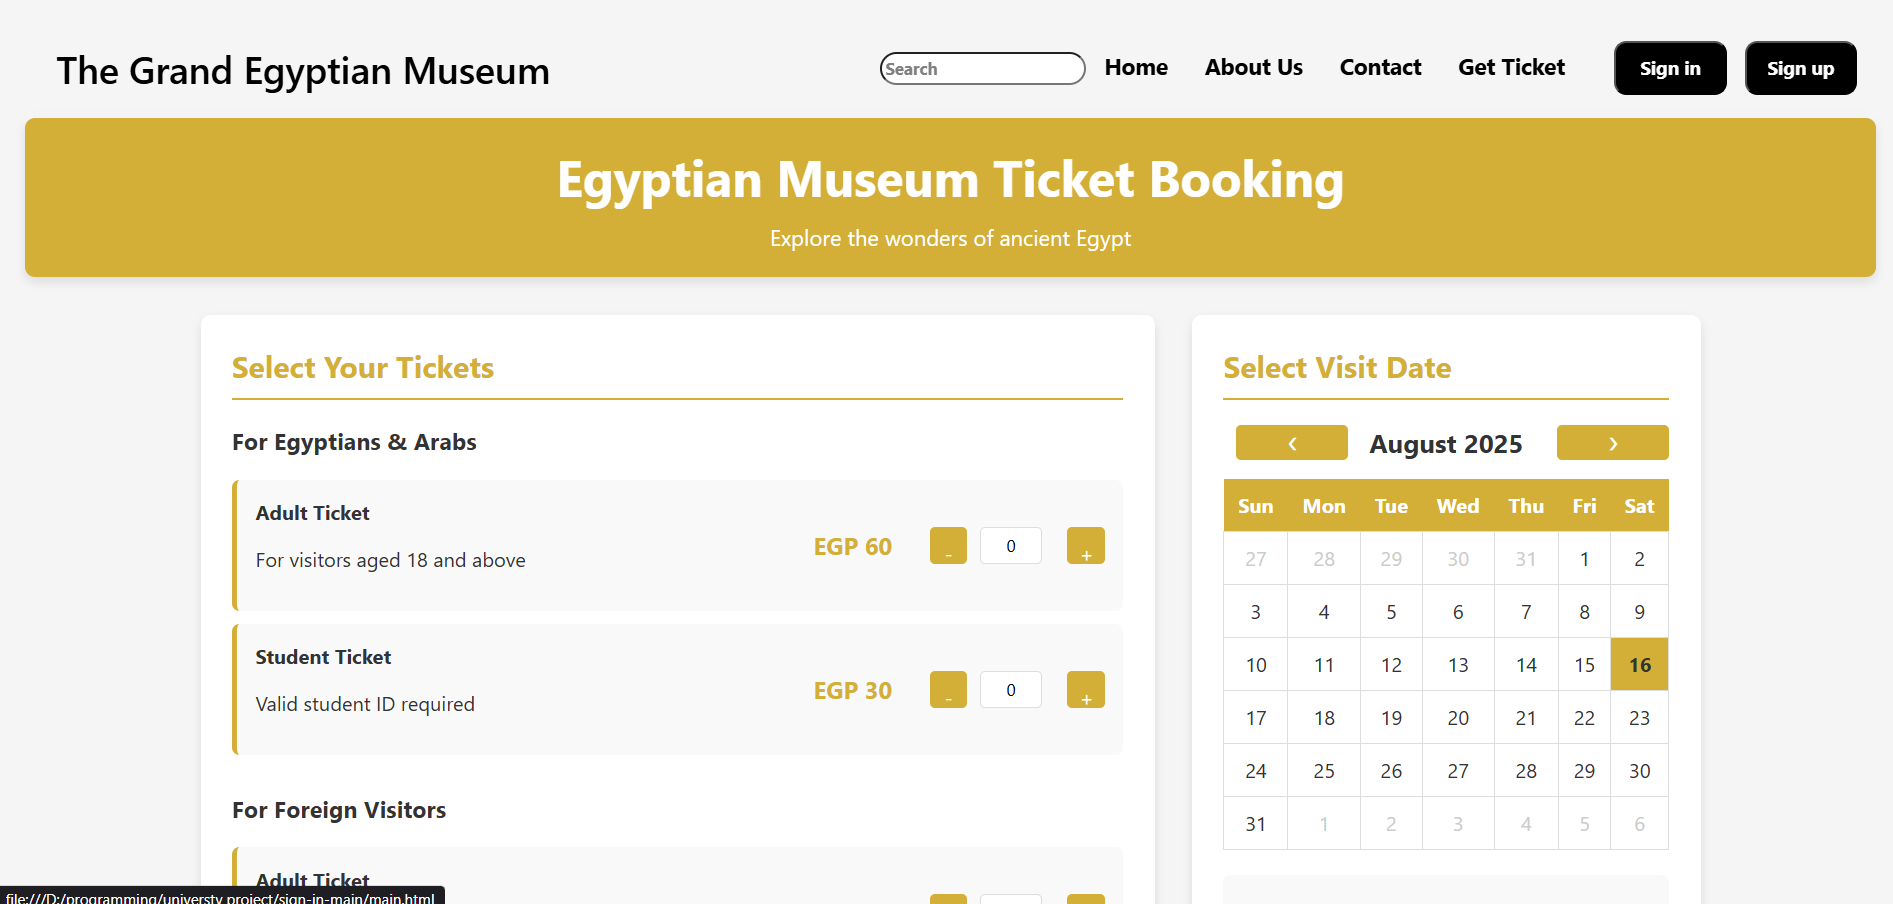 The Grand Egyptian Museum
Search
Home
About Us
Contact
Get Ticket
Sign in
Sign up
Egyptian Museum Ticket Booking
Explore the wonders of ancient Egypt
Select Your Tickets
For Egyptians & Arabs
Adult Ticket
For visitors aged 18 and above
EGP 60
- 0 +
Student Ticket
Valid student ID required
EGP 30
- 0 +
For Foreign Visitors
Adult Ticket
Select Visit Date
‹ August 2025 ›
Sun Mon Tue Wed Thu Fri Sat
27 28 29 30 31 1 2
3 4 5 6 7 8 9
10 11 12 13 14 15 16
17 18 19 20 21 22 23
24 25 26 27 28 29 30
31 1 2 3 4 5 6
file:///D:/programming/universty project/sign-in-main/main.html